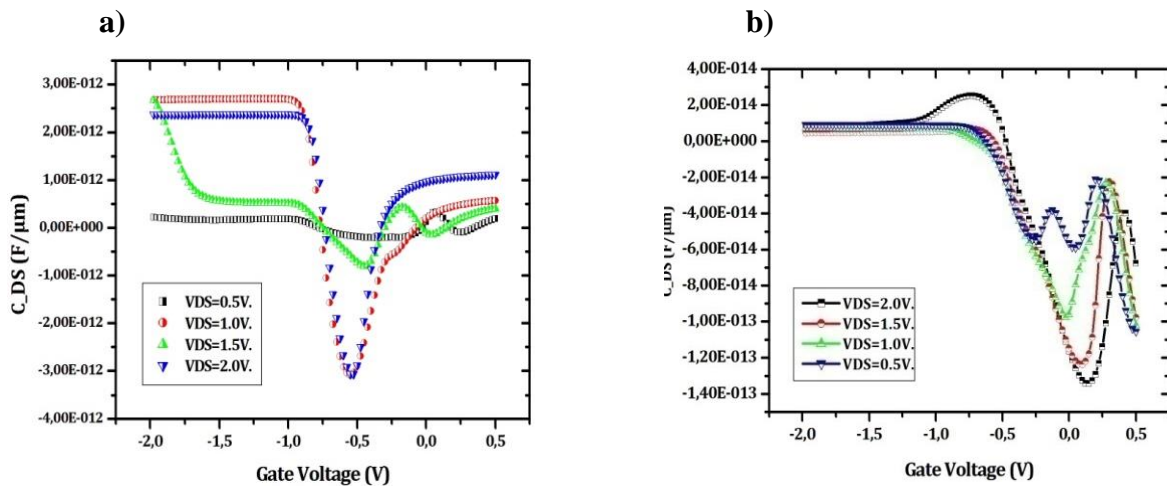 a)
b)
3,00E-012
2,00E-012
1,00E-012
0,00E+000
-1,00E-012
-2,00E-012
-3,00E-012
-4,00E-012
C_DS (F/µm)
VDS=0.5V.
VDS=1.0V.
VDS=1.5V.
VDS=2.0V.
-2,0 -1,5 -1,0 -0,5 0,0 0,5
Gate Voltage (V)
4,00E-014
2,00E-014
0,00E+000
-2,00E-014
-4,00E-014
-6,00E-014
-8,00E-014
-1,00E-013
-1,20E-013
-1,40E-013
C_DS (F/µm)
VDS=2.0V.
VDS=1.5V.
VDS=1.0V.
VDS=0.5V.
-2,0 -1,5 -1,0 -0,5 0,0 0,5
Gate Voltage (V)